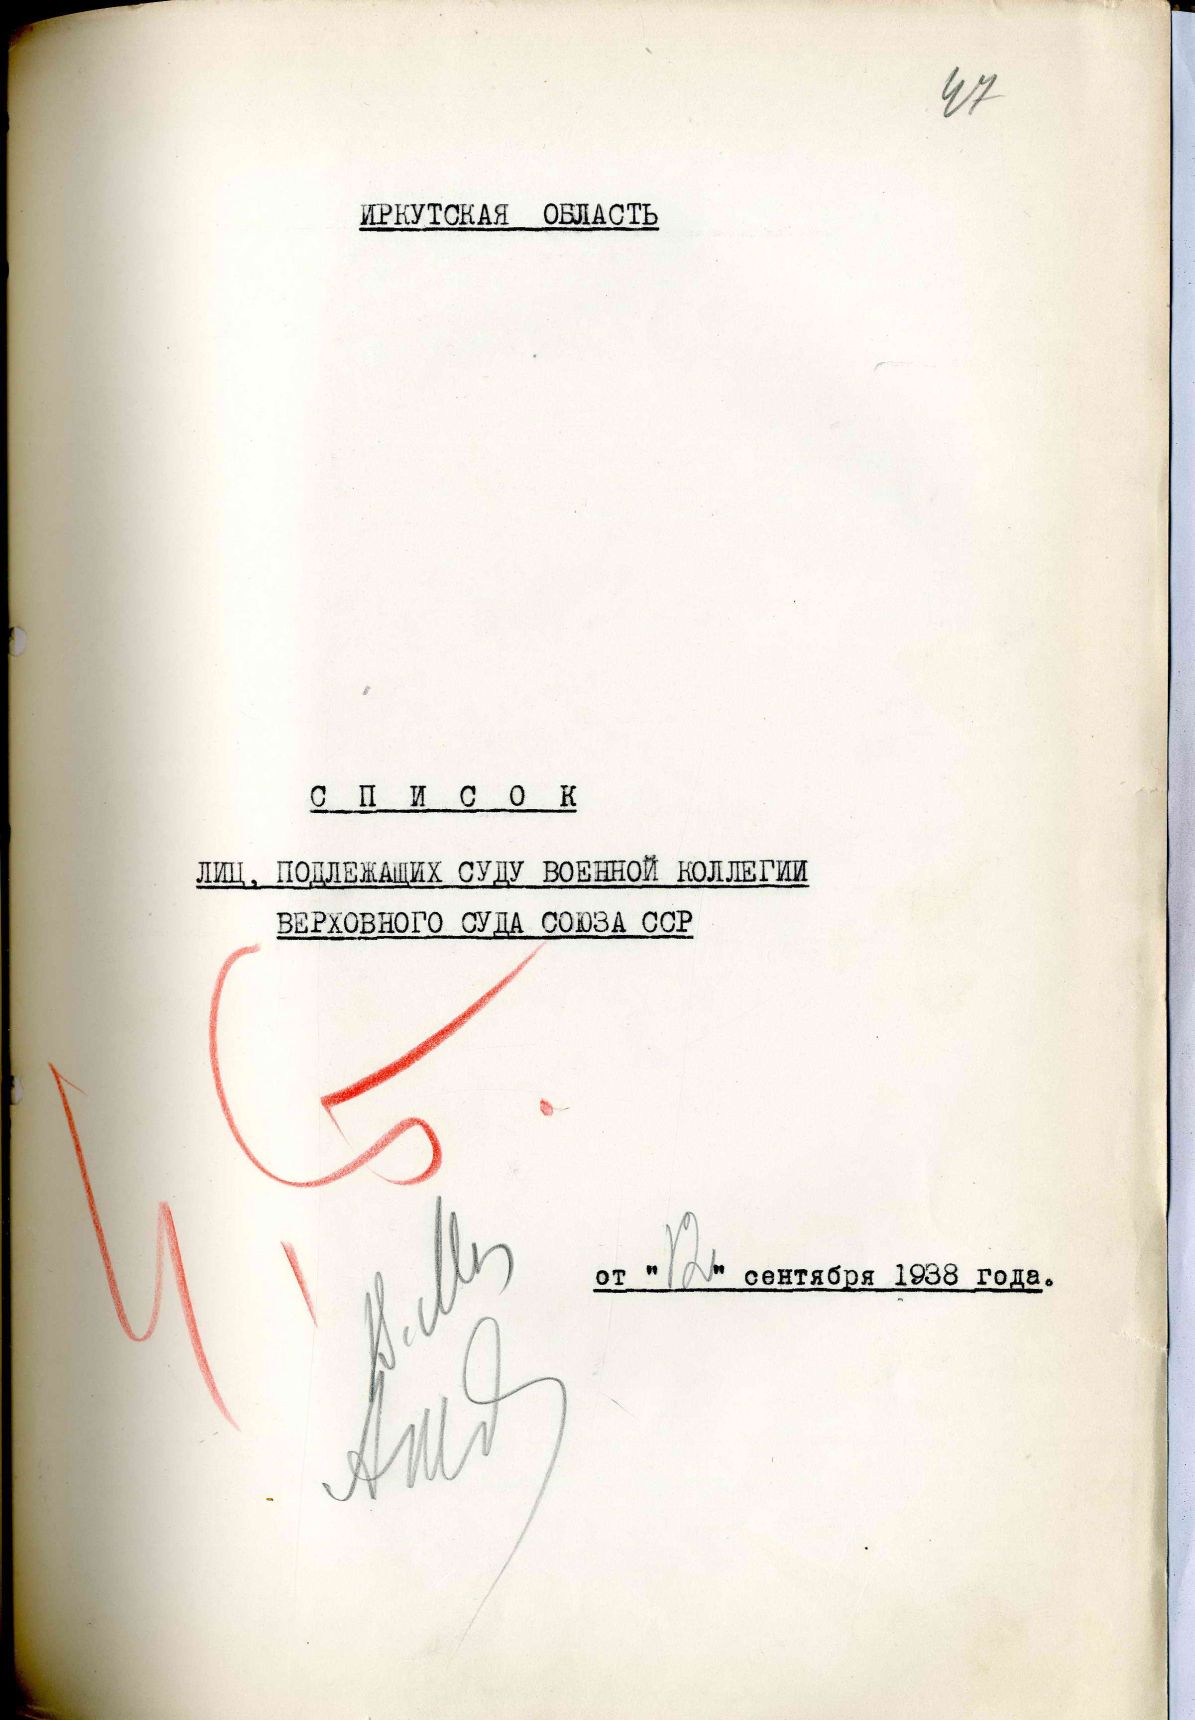 47
ИРКУТСКАЯ ОБЛАСТЬ
С П И С О К
ЛИЦ, ПОДЛЕЖАЩИХ СУДУ ВОЕННОЙ КОЛЛЕГИИ
ВЕРХОВНОГО СУДА СОЮЗА ССР
от "12" сентября 1938 года.